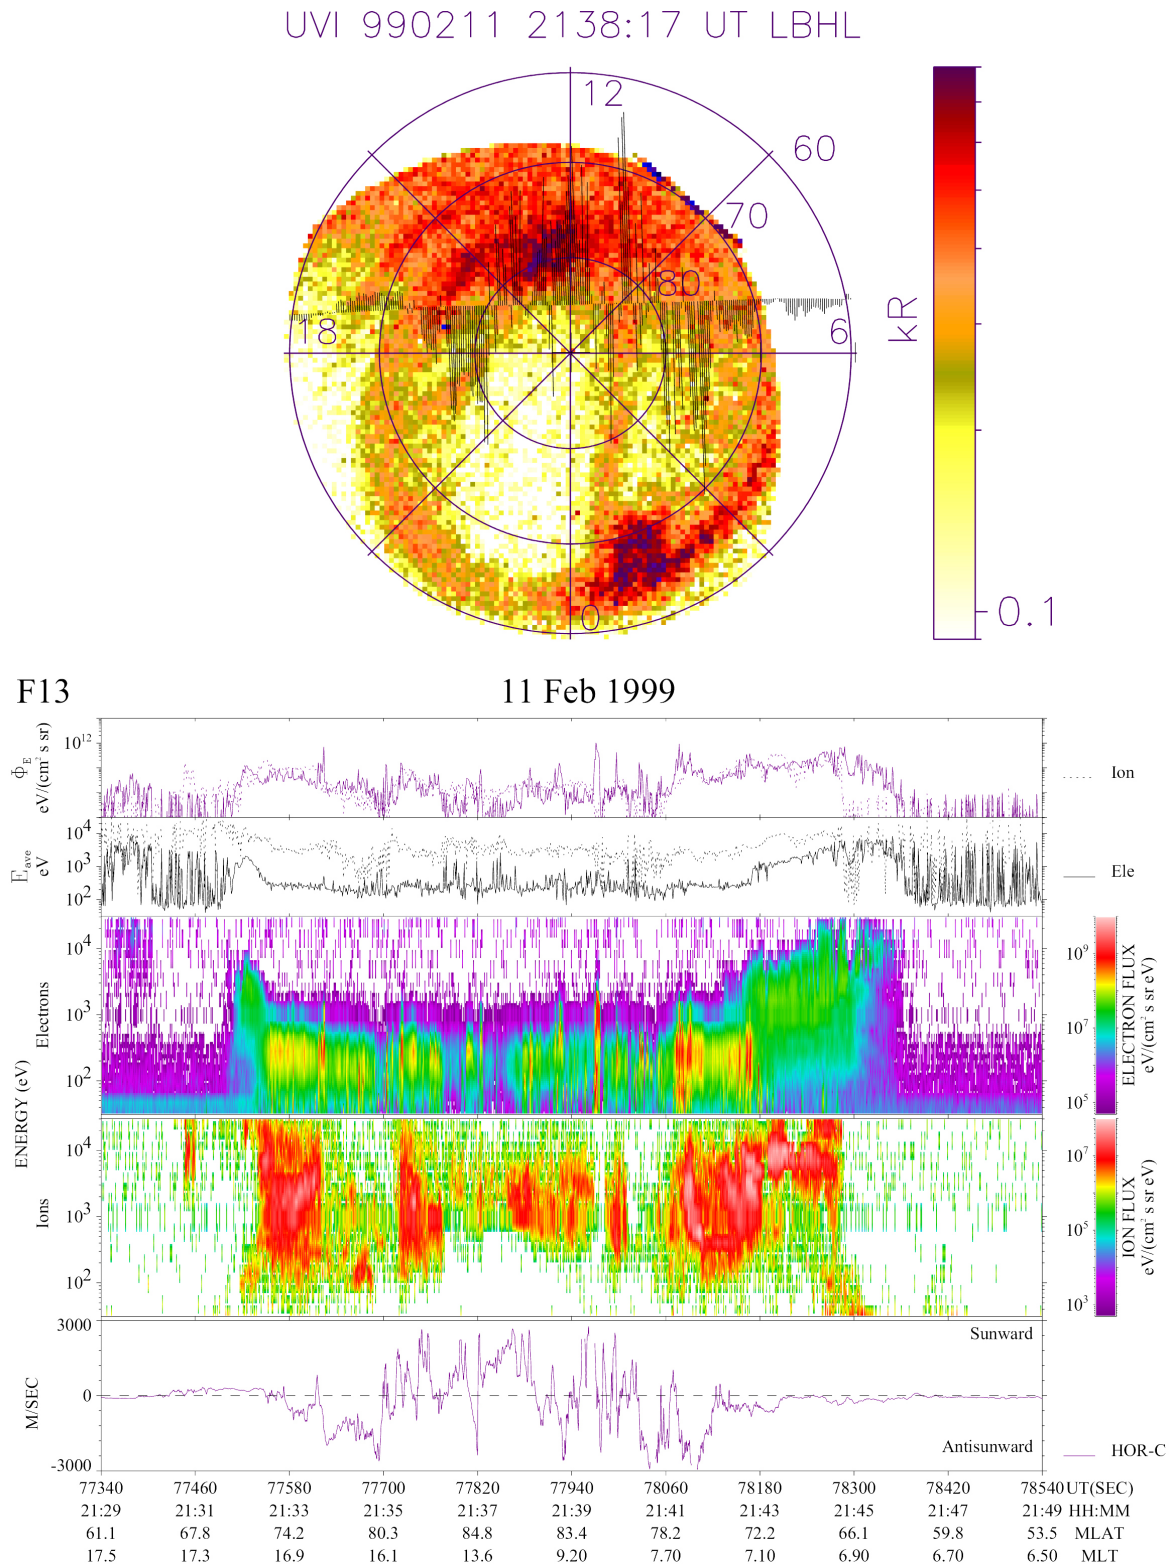 UVI 990211 2138:17 UT LBHL
12
60
70
80
18
6
0
kR
0.1
F13
11 Feb 1999
Φ_E
eV/(cm² s sr)
10¹²
Ion
E_ave
eV
10⁴
10³
10²
Ele
ENERGY (eV)
Electrons
10⁴
10³
10²
10⁹
10⁷
10⁵
ELECTRON FLUX
eV/(cm² s sr eV)
Ions
10⁴
10³
10²
10⁷
10⁵
10³
ION FLUX
eV/(cm² s sr eV)
M/SEC
3000
0
-3000
Sunward
Antisunward
HOR-C
77340 77460 77580 77700 77820 77940 78060 78180 78300 78420 78540 UT(SEC)
21:29 21:31 21:33 21:35 21:37 21:39 21:41 21:43 21:45 21:47 21:49 HH:MM
61.1 67.8 74.2 80.3 84.8 83.4 78.2 72.2 66.1 59.8 53.5 MLAT
17.5 17.3 16.9 16.1 13.6 9.20 7.70 7.10 6.90 6.70 6.50 MLT